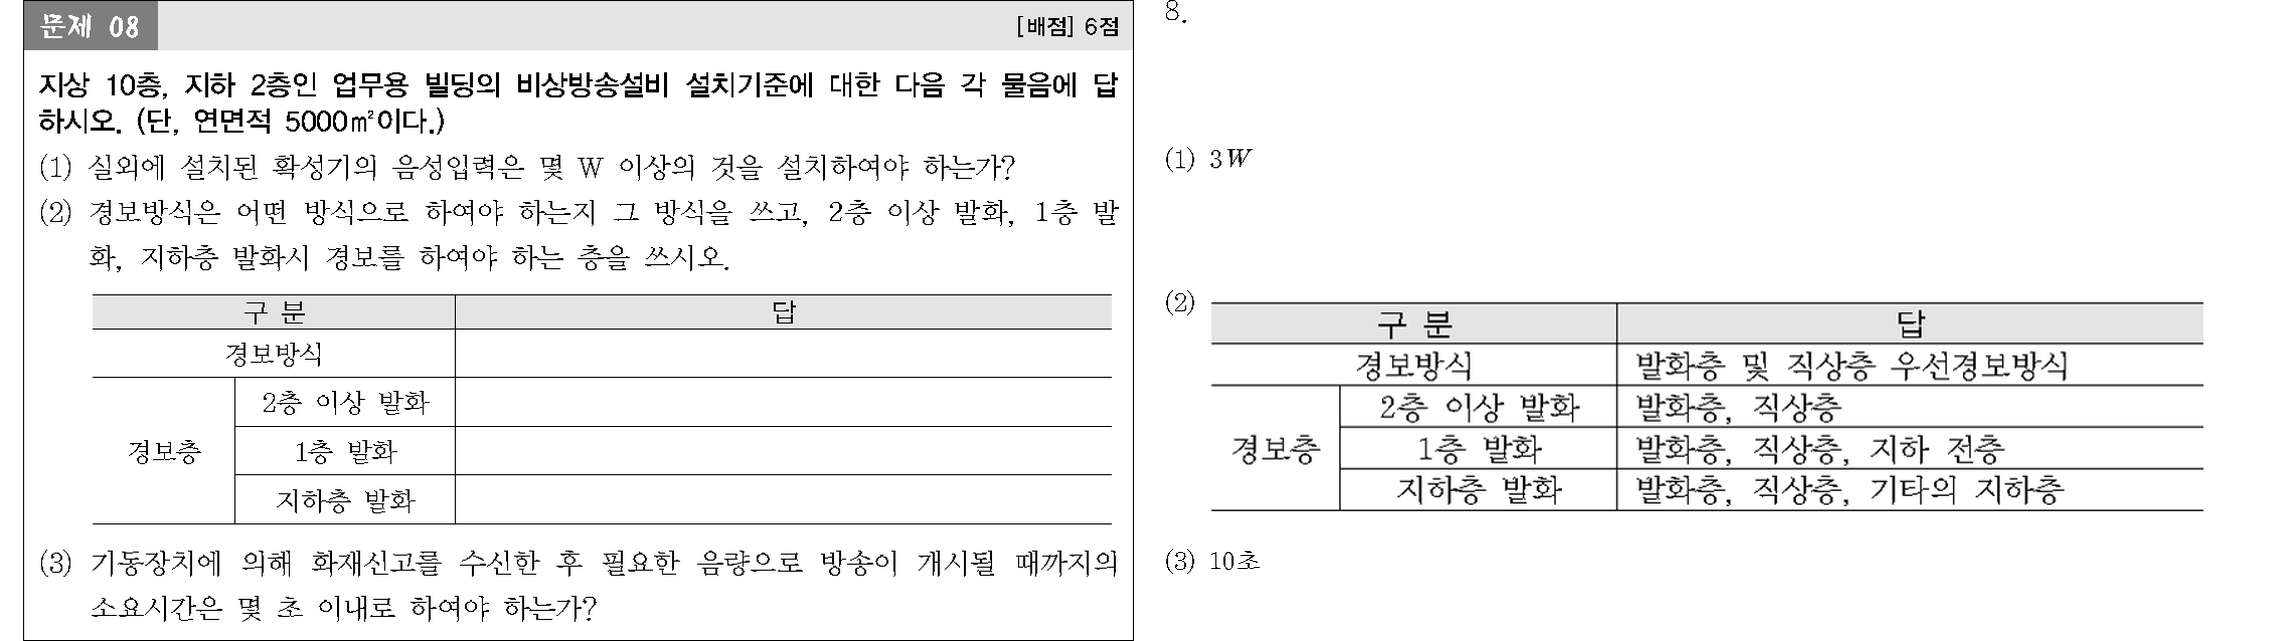 문제 08
[배점] 6점
지상 10층, 지하 2층인 업무용 빌딩의 비상방송설비 설치기준에 대한 다음 각 물음에 답
하시오. (단, 연면적 5000㎡이다.)
(1) 실외에 설치된 확성기의 음성입력은 몇 W 이상의 것을 설치하여야 하는가?
(2) 경보방식은 어떤 방식으로 하여야 하는지 그 방식을 쓰고, 2층 이상 발화, 1층 발
화, 지하층 발화시 경보를 하여야 하는 층을 쓰시오.
구 분 답
경보방식
경보층
2층 이상 발화
1층 발화
지하층 발화
(3) 기동장치에 의해 화재신고를 수신한 후 필요한 음량으로 방송이 개시될 때까지의
소요시간은 몇 초 이내로 하여야 하는가?
8.
(1) 3W
(2)
구 분 답
경보방식 발화층 및 직상층 우선경보방식
경보층
2층 이상 발화 발화층, 직상층
1층 발화 발화층, 직상층, 지하 전층
지하층 발화 발화층, 직상층, 기타의 지하층
(3) 10초